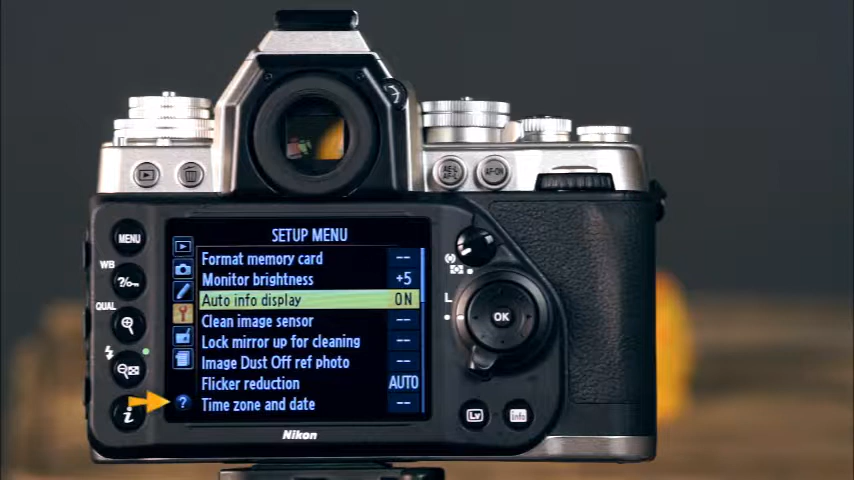 AE-L
AF-L
AF-ON
MENU
WB
?
QUAL
i
SETUP MENU
Format memory card --
Monitor brightness +5
Auto info display ON
Clean image sensor --
Lock mirror up for cleaning --
Image Dust Off ref photo --
Flicker reduction AUTO
? Time zone and date --
L
OK
Lv
info
Nikon